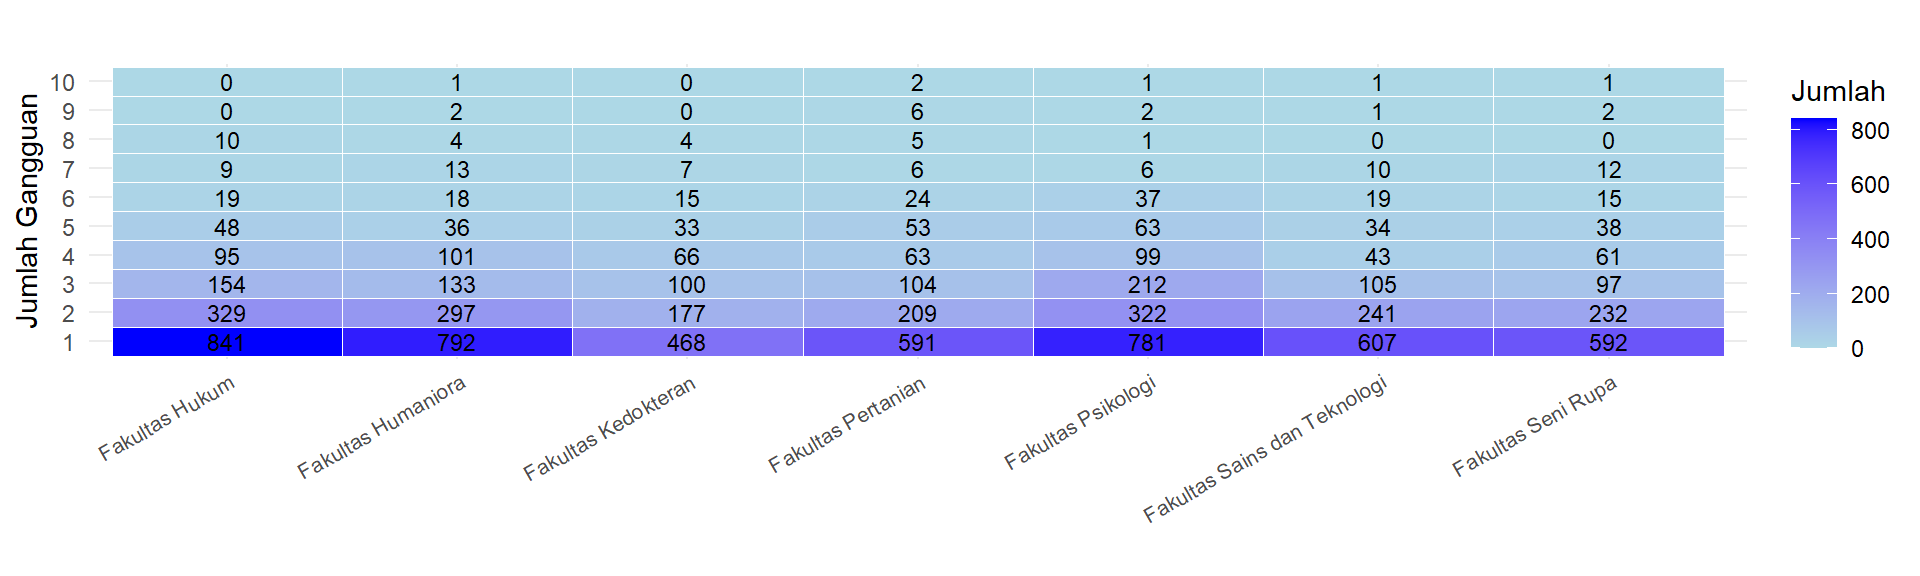 Jumlah Gangguan
10 0 1 0 2 1 1 1
9 0 2 0 6 2 1 2
8 10 4 4 5 1 0 0
7 9 13 7 6 6 10 12
6 19 18 15 24 37 19 15
5 48 36 33 53 63 34 38
4 95 101 66 63 99 43 61
3 154 133 100 104 212 105 97
2 329 297 177 209 322 241 232
1 841 792 468 591 781 607 592
Fakultas Hukum
Fakultas Humaniora
Fakultas Kedokteran
Fakultas Pertanian
Fakultas Psikologi
Fakultas Sains dan Teknologi
Fakultas Seni Rupa
Jumlah
800
600
400
200
0